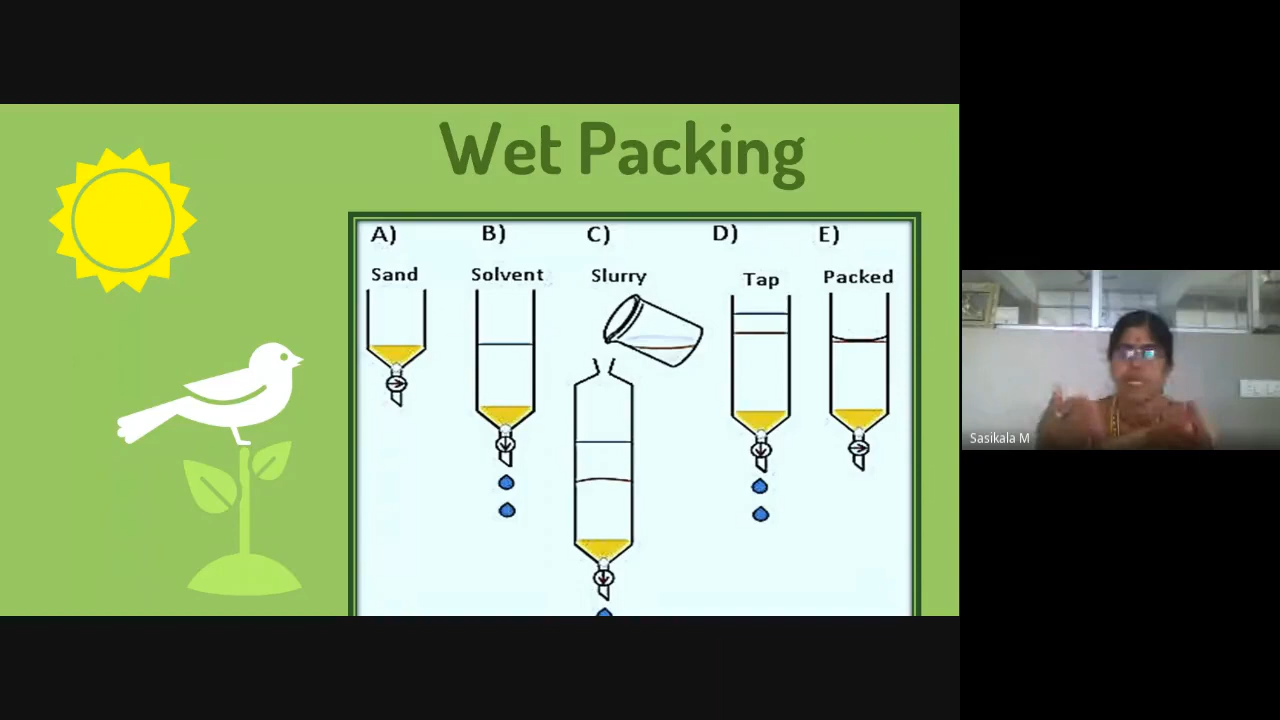 Wet Packing
A) B) C) D) E)
Sand Solvent Slurry Tap Packed
Sasikala M